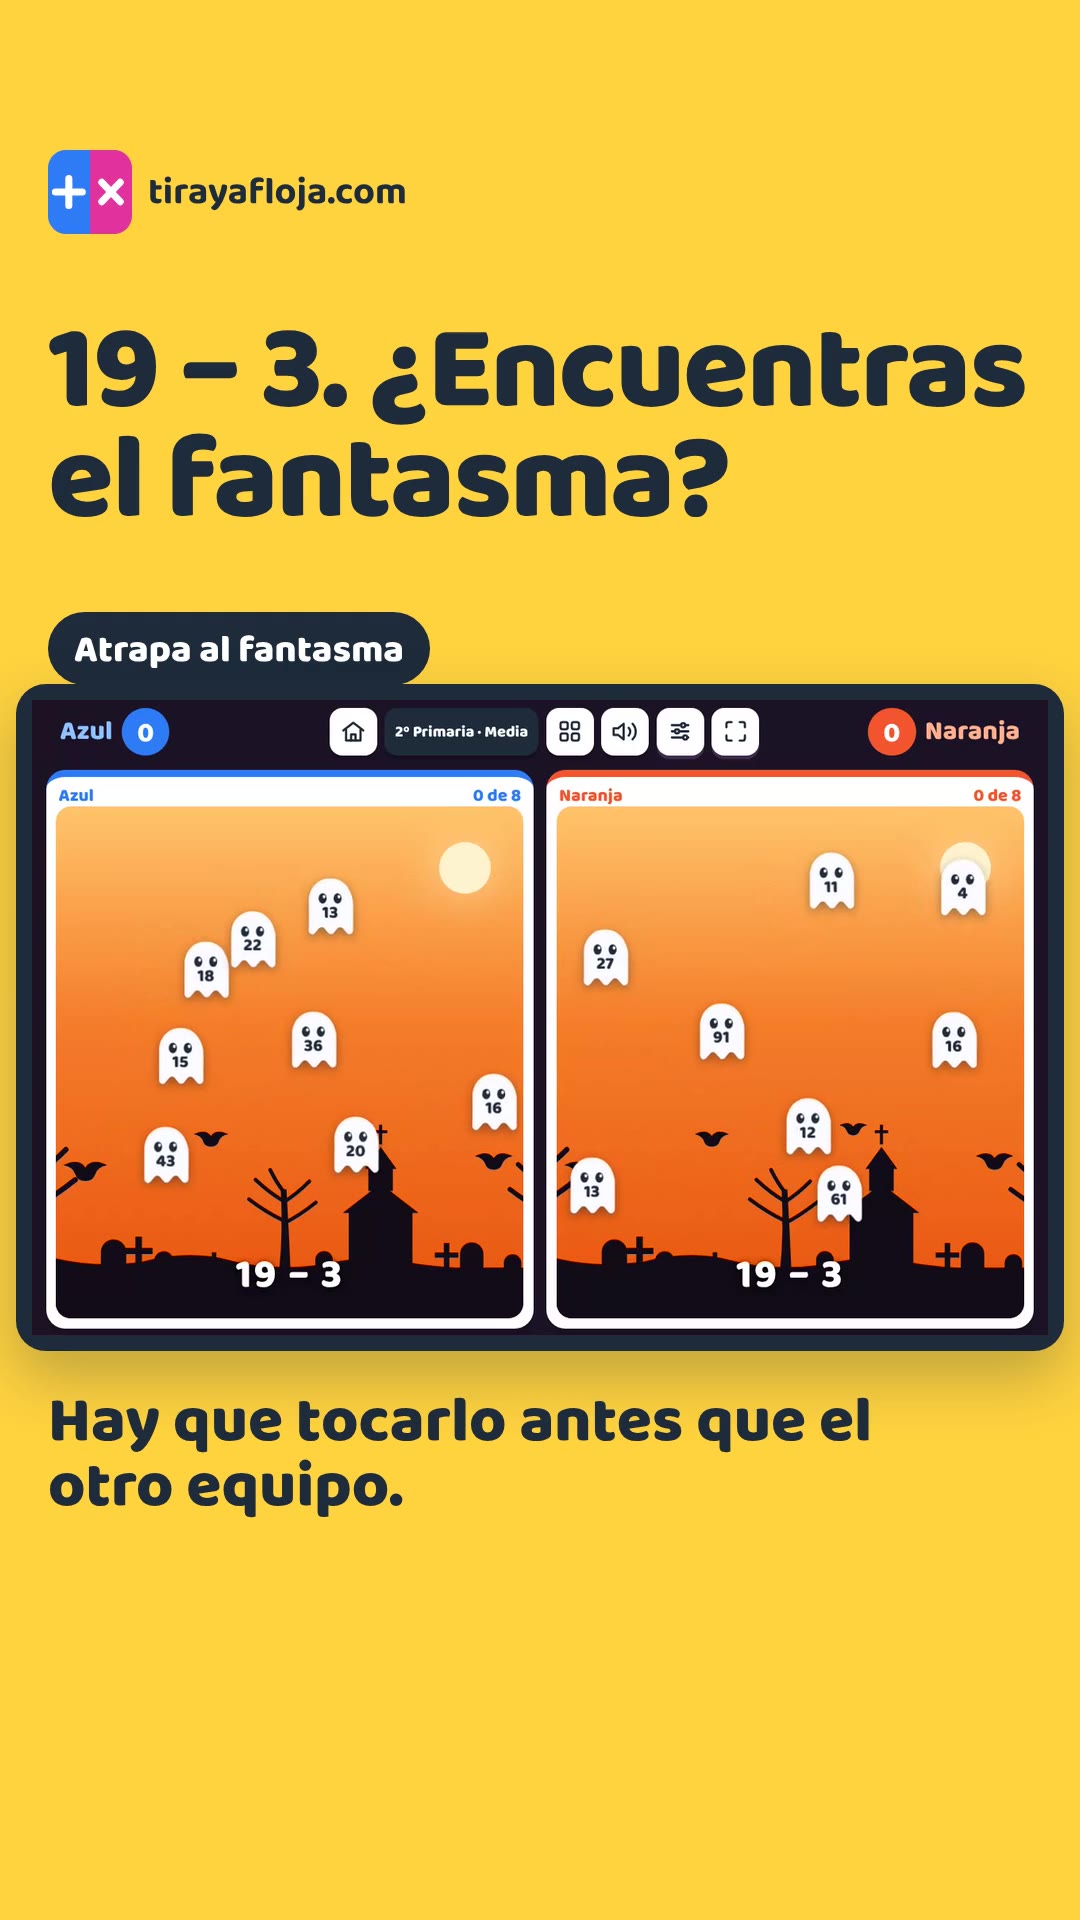 tirayafloja.com
19 – 3. ¿Encuentras
el fantasma?
Atrapa al fantasma
Azul 0
2º Primaria · Media
0 Naranja
Azul
0 de 8
13
22
18
36
15
16
20
43
19 – 3
Naranja
0 de 8
11
4
27
91
16
12
13
61
19 – 3
Hay que tocarlo antes que el
otro equipo.